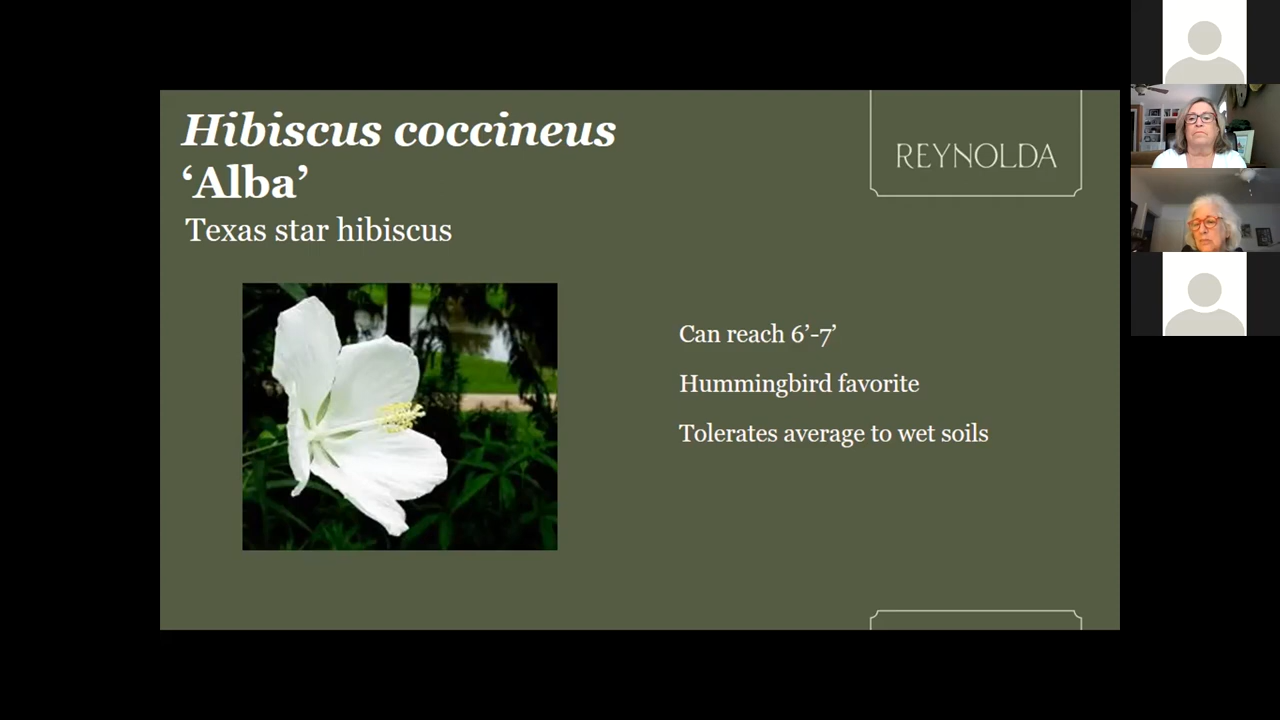 Hibiscus coccineus
‘Alba’
Texas star hibiscus
REYNOLDA
Can reach 6’-7’
Hummingbird favorite
Tolerates average to wet soils